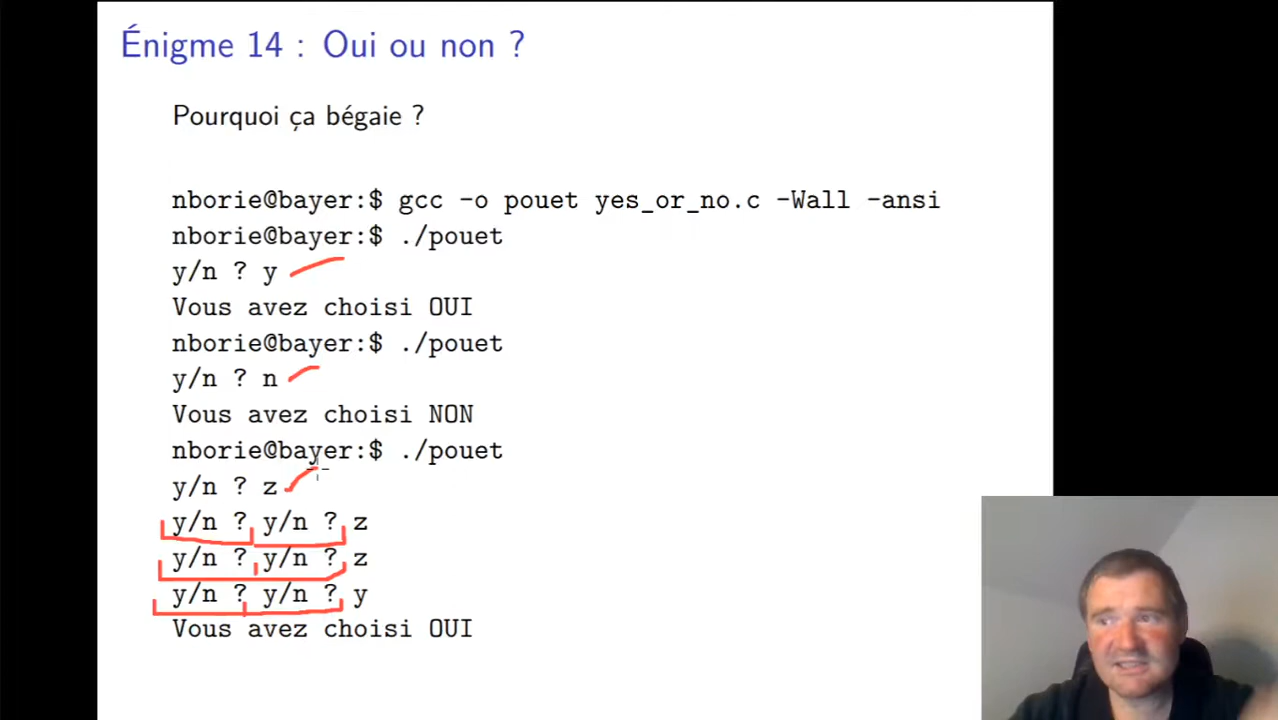 Énigme 14 : Oui ou non ?
Pourquoi ça bégaie ?
nborie@bayer:$ gcc -o pouet yes_or_no.c -Wall -ansi
nborie@bayer:$ ./pouet
y/n ? y
Vous avez choisi OUI
nborie@bayer:$ ./pouet
y/n ? n
Vous avez choisi NON
nborie@bayer:$ ./pouet
y/n ? z
y/n ? y/n ? z
y/n ? y/n ? z
y/n ? y/n ? y
Vous avez choisi OUI